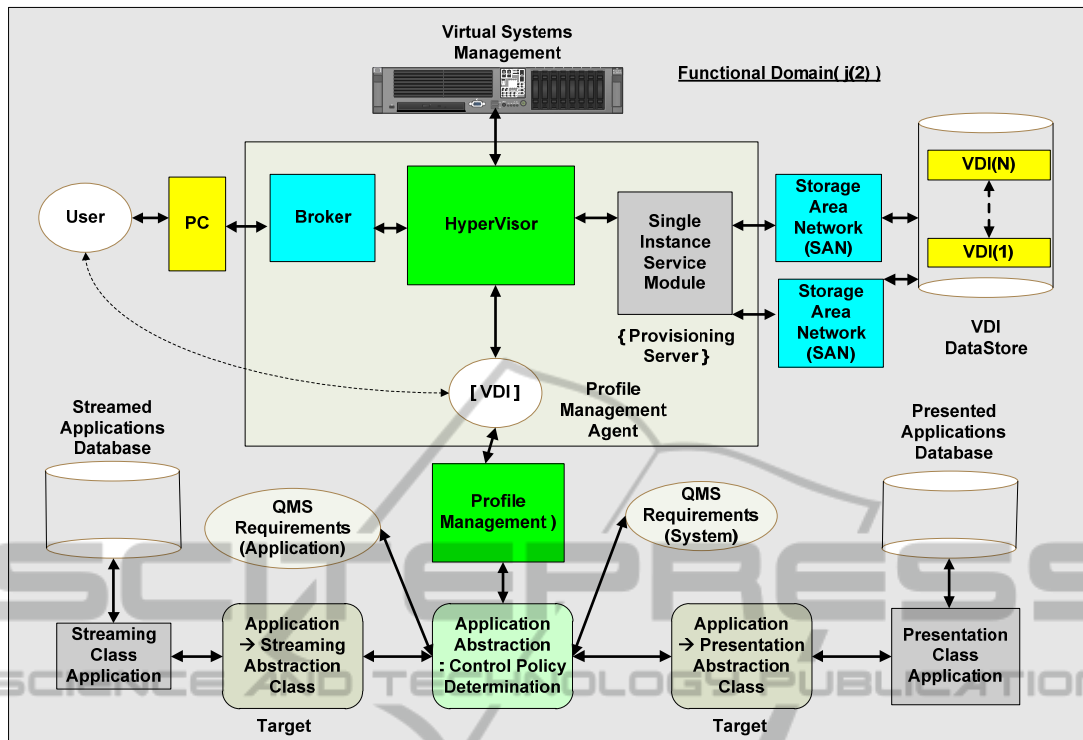 Virtual Systems
Management
Functional Domain( j(2) )
User
PC
Broker
HyperVisor
Single
Instance
Service
Module
{ Provisioning
Server }
Storage
Area
Network
(SAN)
Storage
Area
Network
(SAN)
VDI(N)
VDI(1)
VDI
DataStore
[ VDI ]
Profile
Management
Agent
Streamed
Applications
Database
Presented
Applications
Database
QMS
Requirements
(Application)
Profile
Management )
QMS
Requirements
(System)
Streaming
Class
Application
Application
→ Streaming
Abstraction
Class
Target
Application
Abstraction
: Control Policy
Determination
Application
→ Presentation
Abstraction
Class
Target
Presentation
Class
Application
SCITEPRESS
SCIENCE AND TECHNOLOGY PUBLICATIONS